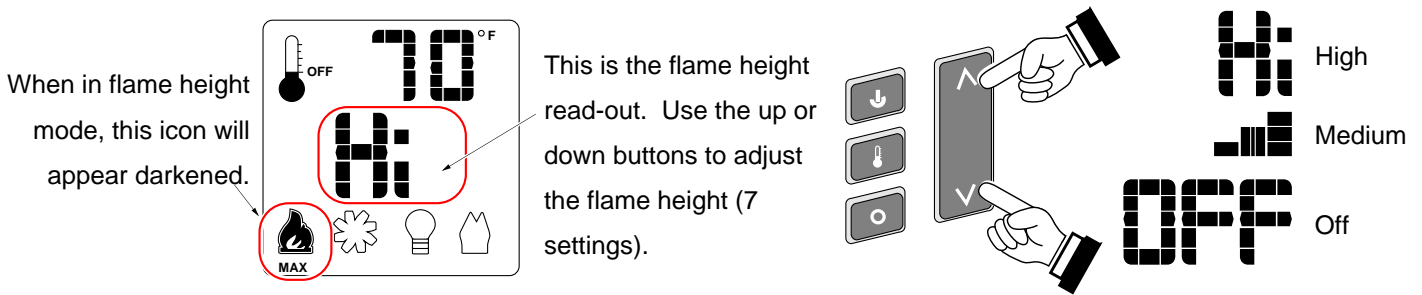 When in flame height
mode, this icon will
appear darkened.
70 °F
OFF
Hi
MAX
This is the flame height
read-out. Use the up or
down buttons to adjust
the flame height (7
settings).
Hi High
Medium
OFF Off